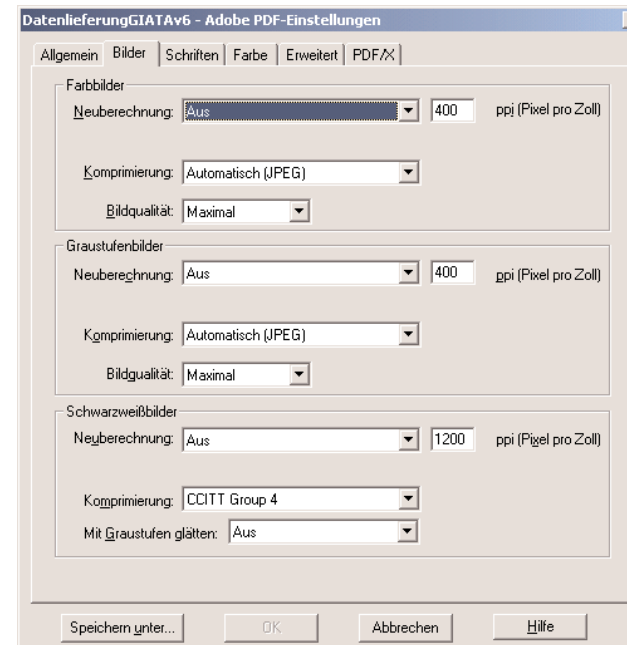 DatenlieferungGIATAv6 - Adobe PDF-Einstellungen
Allgemein Bilder Schriften Farbe Erweitert PDF/X
Farbbilder
Neuberechnung: Aus 400 ppi (Pixel pro Zoll)
Komprimierung: Automatisch (JPEG)
Bildqualität: Maximal
Graustufenbilder
Neuberechnung: Aus 400 ppi (Pixel pro Zoll)
Komprimierung: Automatisch (JPEG)
Bildqualität: Maximal
Schwarzweißbilder
Neuberechnung: Aus 1200 ppi (Pixel pro Zoll)
Komprimierung: CCITT Group 4
Mit Graustufen glätten: Aus
Speichern unter... OK Abbrechen Hilfe